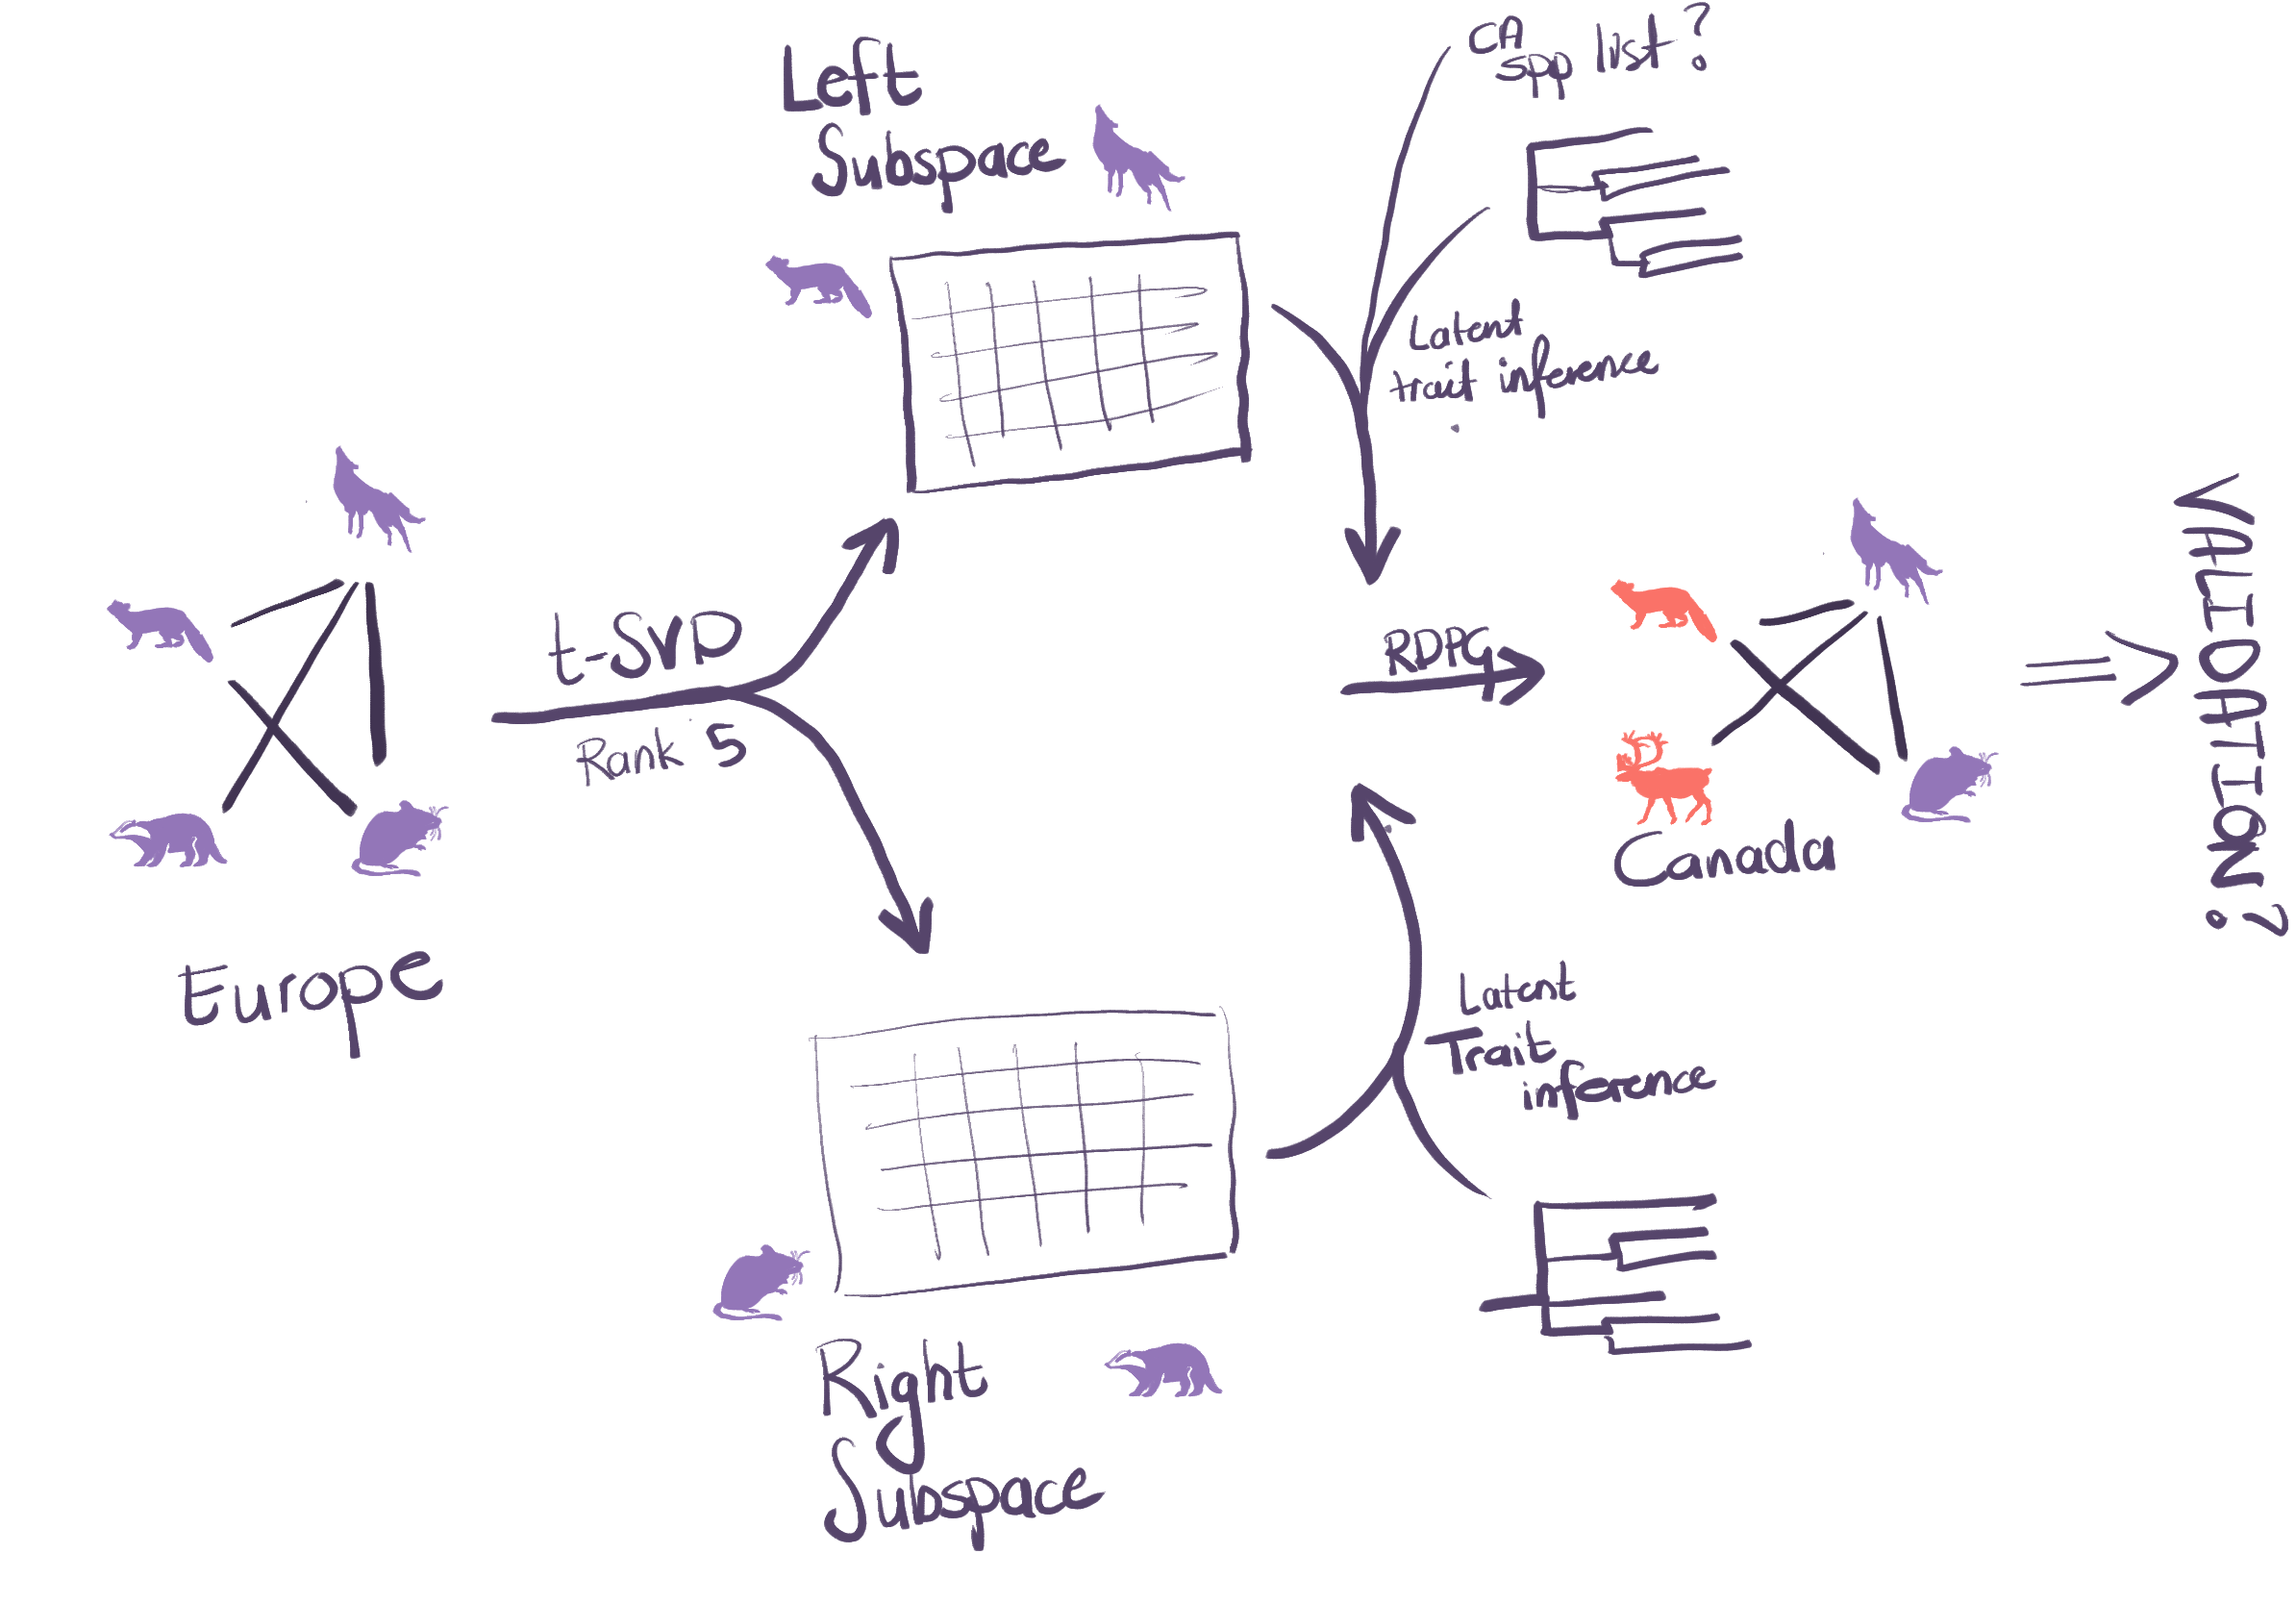 Left
Subspace
CA
spp list?
Latent
trait inference
t-SVD
Rank 5
RDPG
Europe
Canada
VALIDATION?
Latent
Trait
inference
Right
Subspace